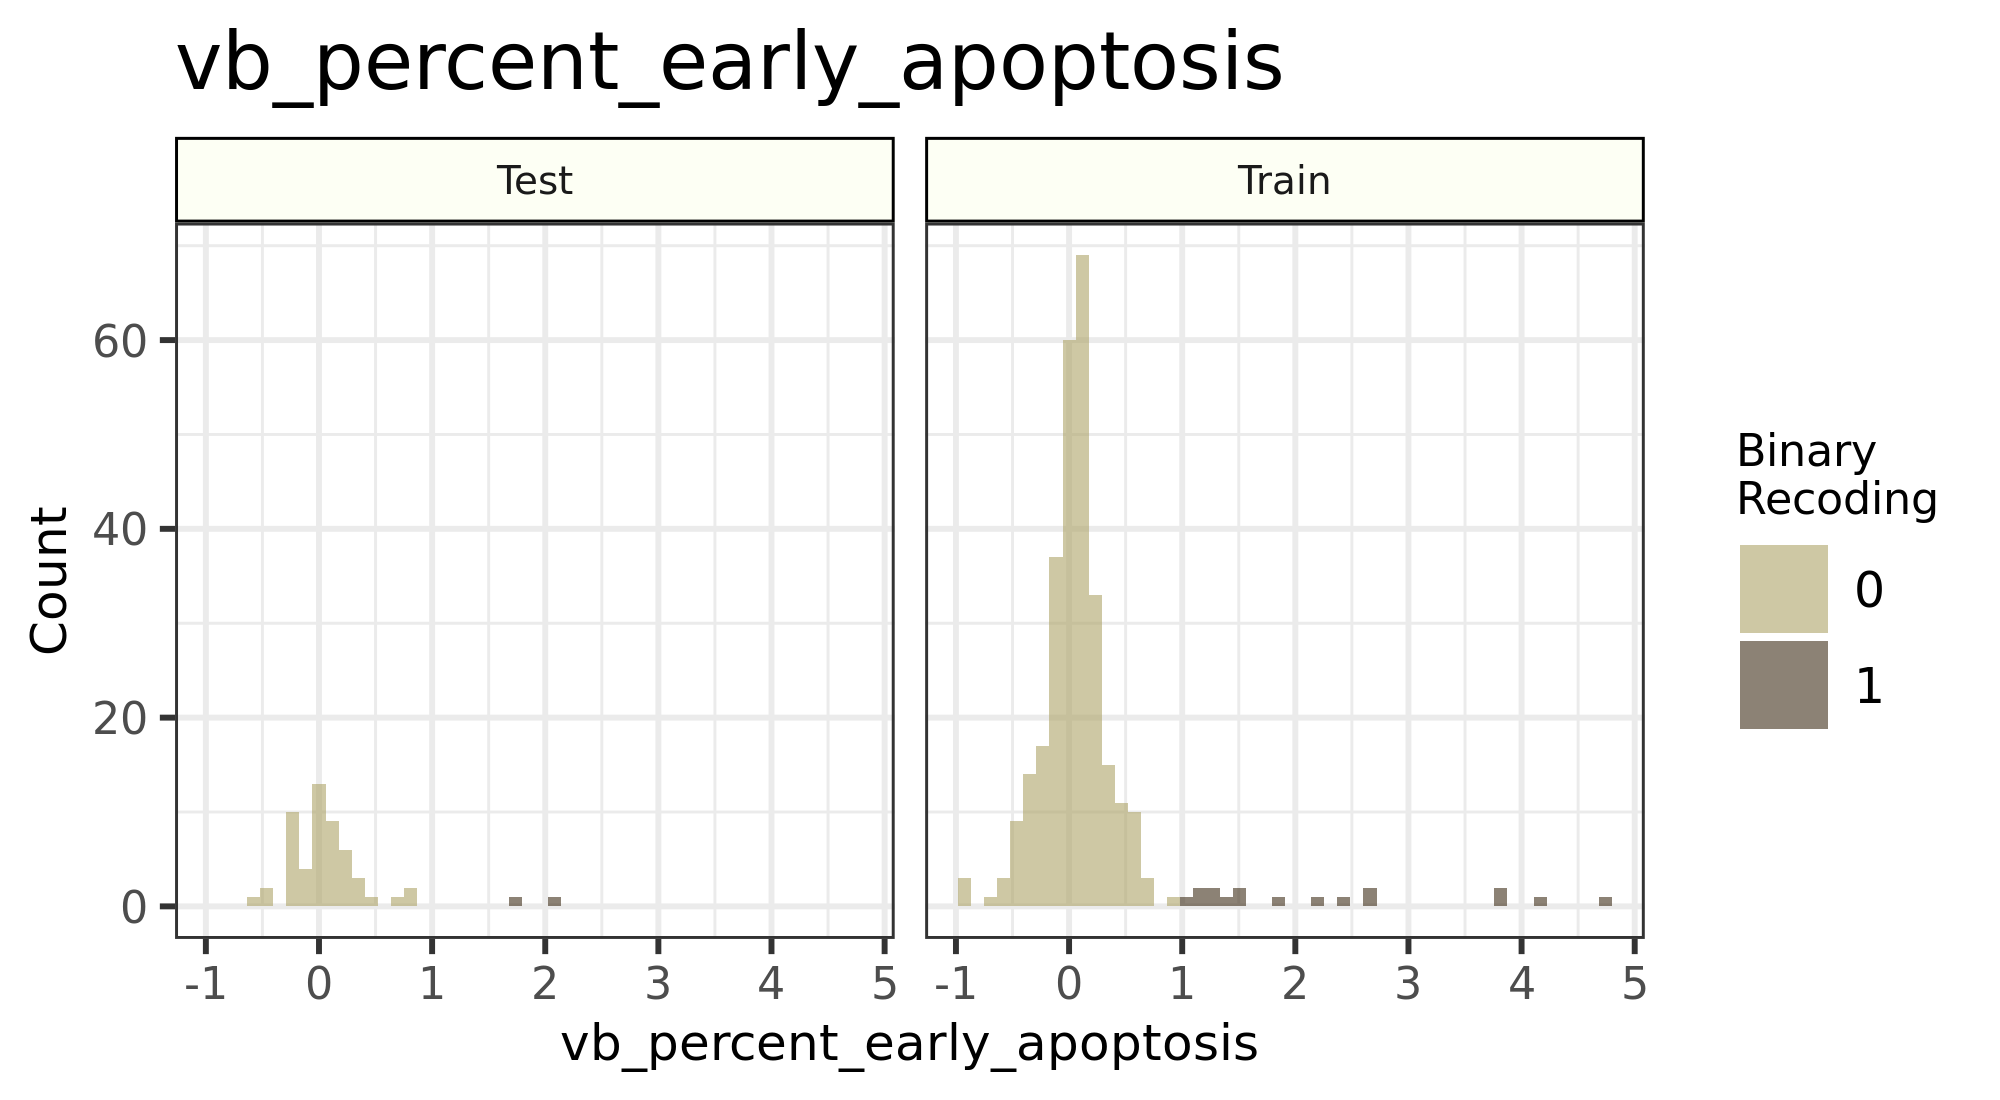 vb_percent_early_apoptosis
Test
Train
60
40
20
0
Count
-1 0 1 2 3 4 5
-1 0 1 2 3 4 5
vb_percent_early_apoptosis
Binary
Recoding
0
1